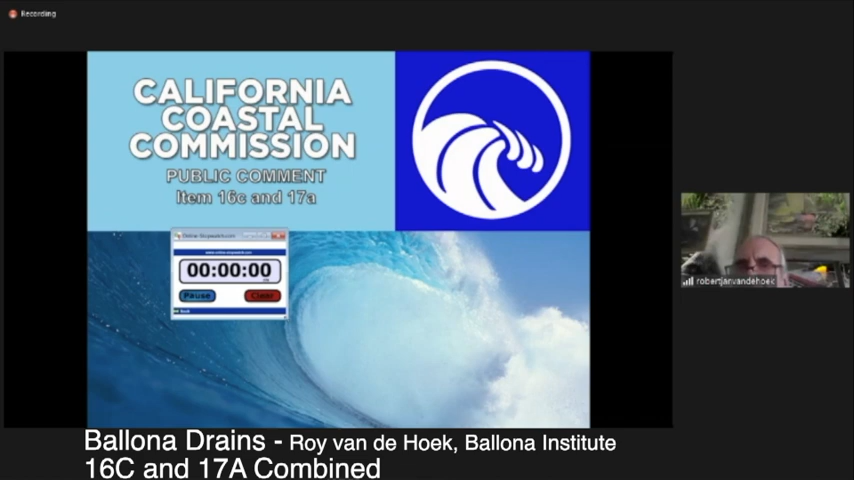 Recording
CALIFORNIA
COASTAL
COMMISSION
PUBLIC COMMENT
Item 16c and 17a
00:00:00
Pause
Clear
robertjanvandehoek
Ballona Drains - Roy van de Hoek, Ballona Institute
16C and 17A Combined